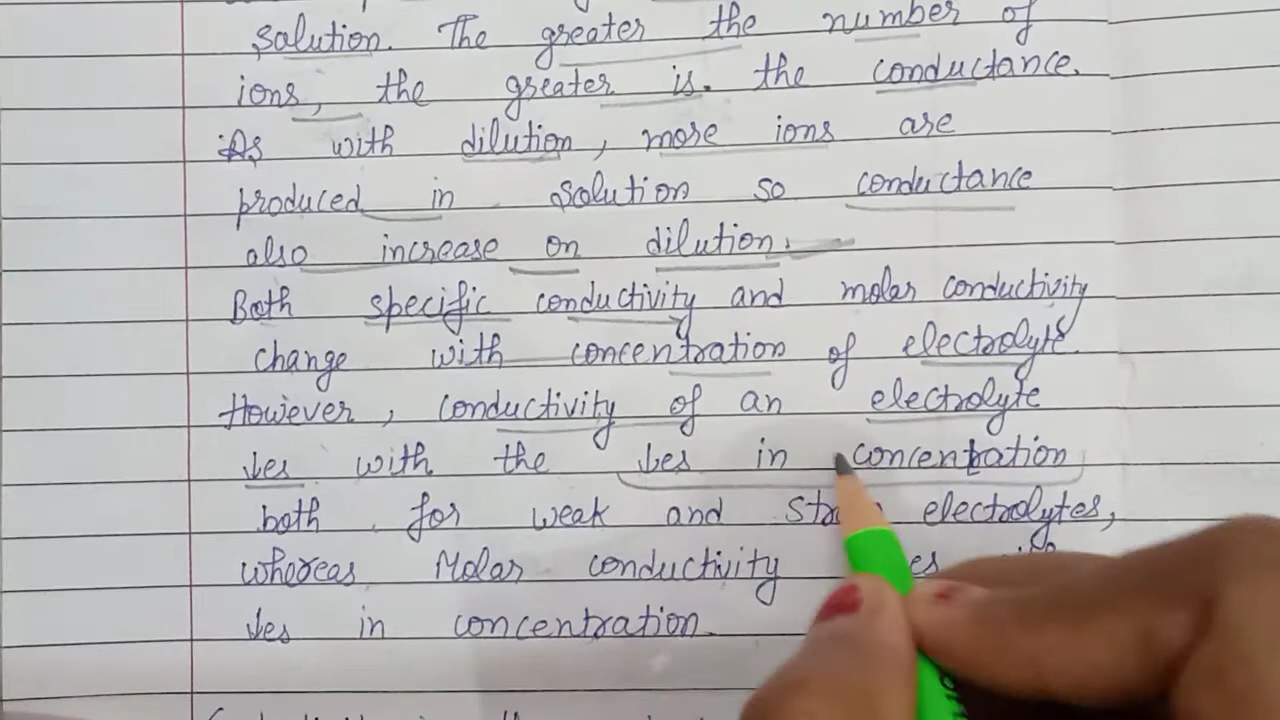 solution. The greater the number of
ions, the greater is the conductance.
As with dilution, more ions are
produced in solution so conductance
also increase on dilution.
Both specific conductivity and molar conductivity
change with concentration of electrolyte.
However, conductivity of an electrolyte
↓es with the ↓es in concentration
both for weak and electrolytes,
whereas Molar conductivity
↓es in concentration.